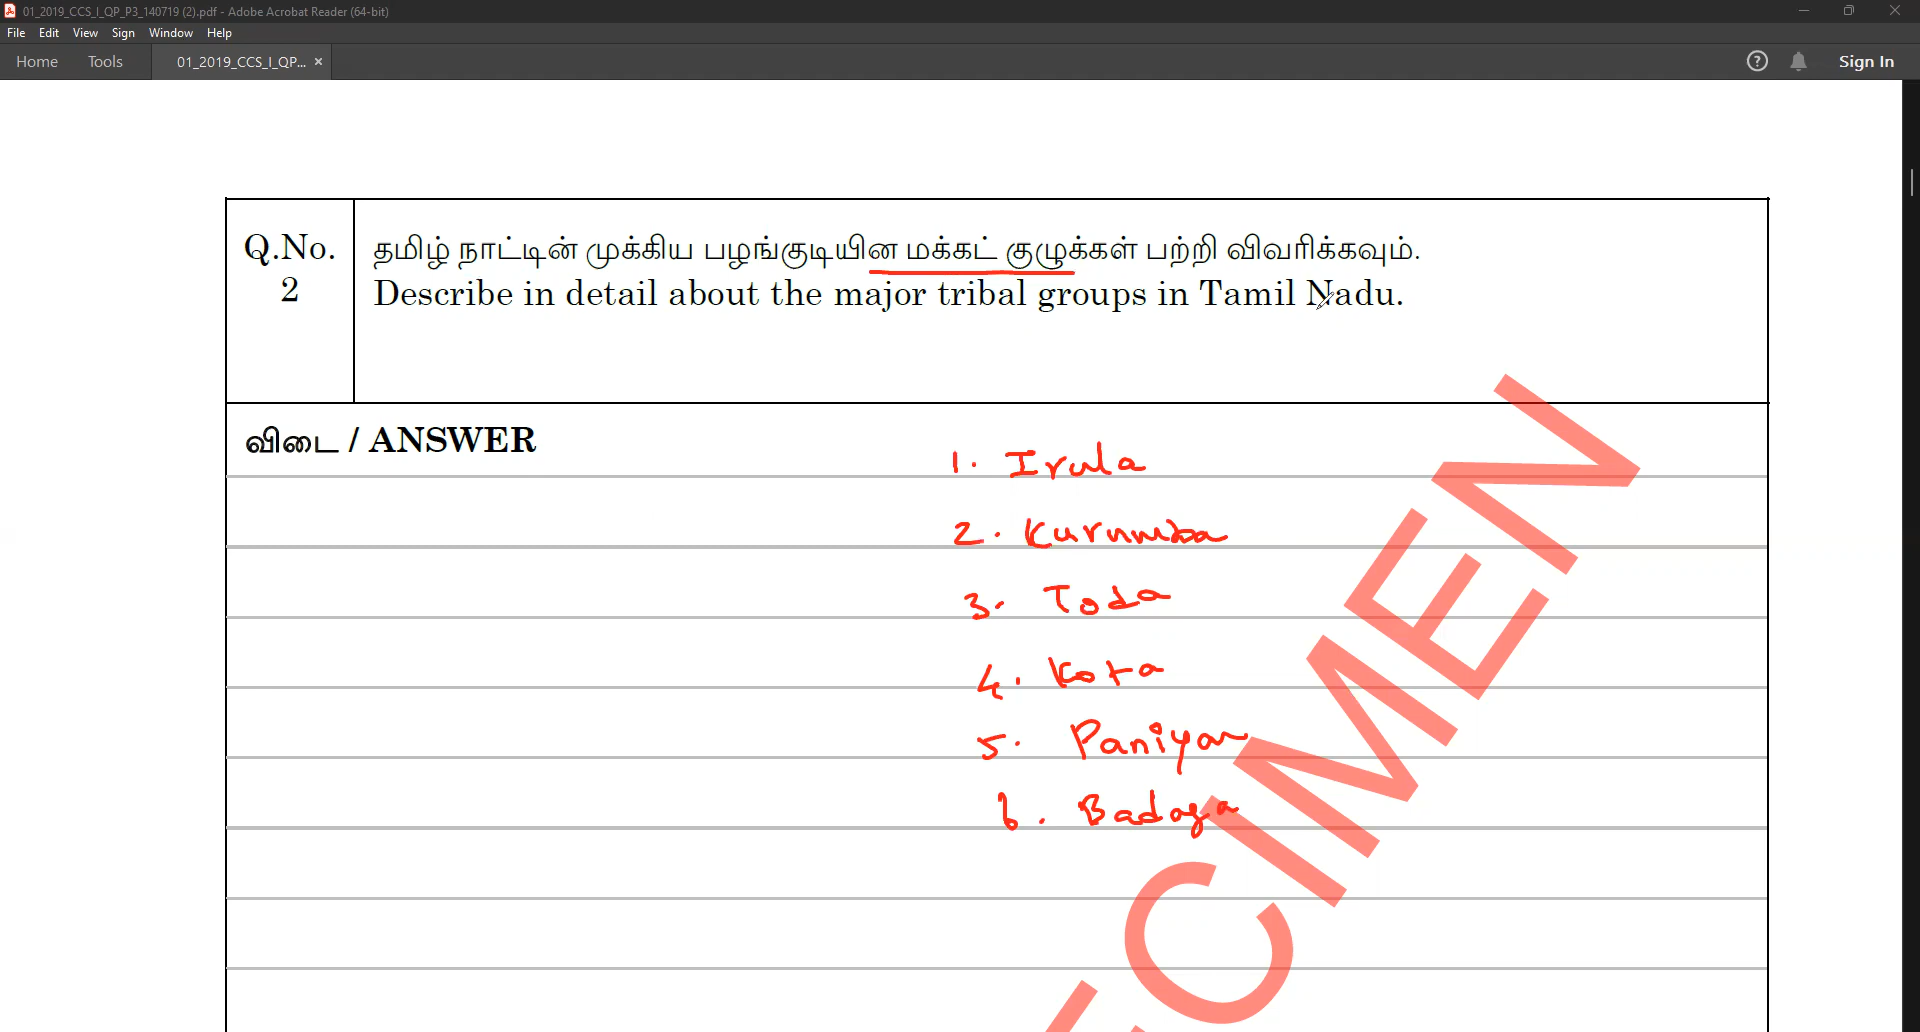 01_2019_CCS_I_QP_P3_140719 (2).pdf - Adobe Acrobat Reader (64-bit)
File Edit View Sign Window Help
Home Tools 01_2019_CCS_I_QP... × Sign In
Q.No. 2
தமிழ் நாட்டின் முக்கிய பழங்குடியின மக்கட் குழுக்கள் பற்றி விவரிக்கவும்.
Describe in detail about the major tribal groups in Tamil Nadu.
விடை / ANSWER
1. Irula
2. Kurumba
3. Toda
4. Kota
5. Paniyan
6. Badaga
ECIMEN